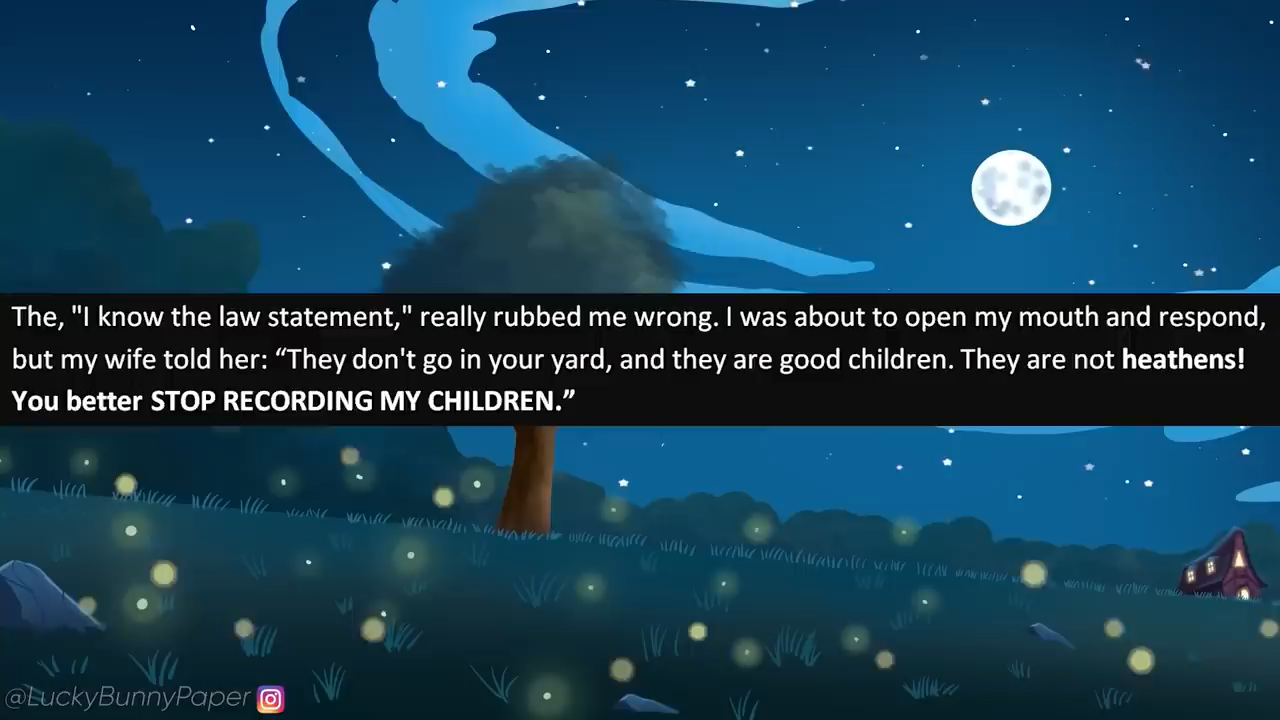 The, "I know the law statement," really rubbed me wrong. I was about to open my mouth and respond,
but my wife told her: “They don't go in your yard, and they are good children. They are not heathens!
You better STOP RECORDING MY CHILDREN.”
@LuckyBunnyPaper